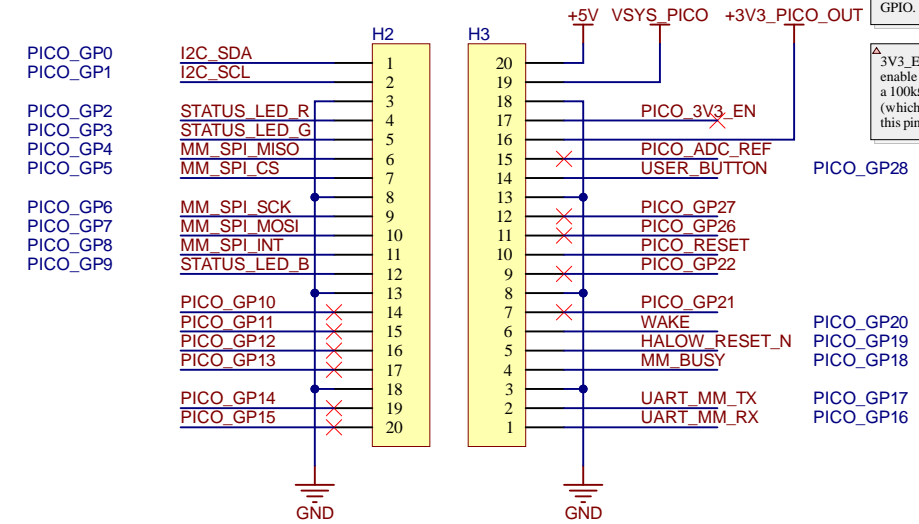 GPIO.
+5V VSYS_PICO +3V3_PICO_OUT
H2 H3
PICO_GP0 I2C_SDA 1 20
PICO_GP1 I2C_SCL 2 19
3 18
PICO_GP2 STATUS_LED_R 4 17 PICO_3V3_EN
PICO_GP3 STATUS_LED_G 5 16
PICO_GP4 MM_SPI_MISO 6 15 PICO_ADC_REF
PICO_GP5 MM_SPI_CS 7 14 USER_BUTTON PICO_GP28
8 13
PICO_GP6 MM_SPI_SCK 9 12 PICO_GP27
PICO_GP7 MM_SPI_MOSI 10 11 PICO_GP26
PICO_GP8 MM_SPI_INT 11 10 PICO_RESET
PICO_GP9 STATUS_LED_B 12 9 PICO_GP22
13 8
PICO_GP10 14 7 PICO_GP21
PICO_GP11 15 6 WAKE PICO_GP20
PICO_GP12 16 5 HALOW_RESET_N PICO_GP19
PICO_GP13 17 4 MM_BUSY PICO_GP18
18 3
PICO_GP14 19 2 UART_MM_TX PICO_GP17
PICO_GP15 20 1 UART_MM_RX PICO_GP16
GND GND
enable
a
(which
this pin